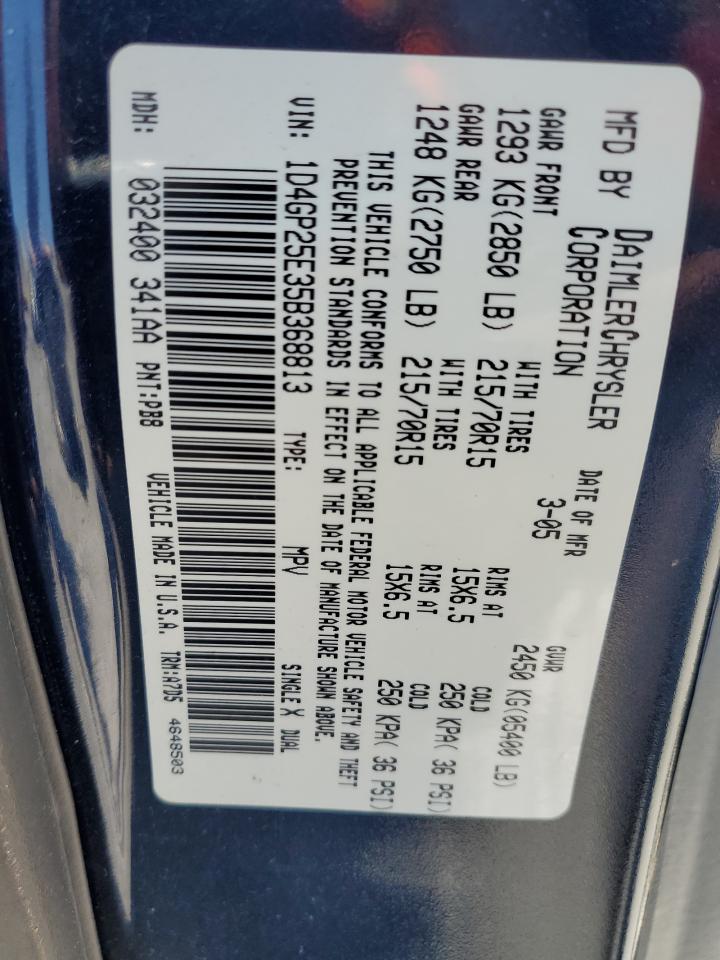 MFD BY DAIMLERCHRYSLER CORPORATION
DATE OF MFR 3-05
GVWR 2450 KG(05400 LB)
GAWR FRONT 1293 KG(2850 LB)
WITH TIRES 215/70R15
RIMS AT 15X6.5
COLD 250 KPA( 36 PSI)
GAWR REAR 1248 KG(2750 LB)
WITH TIRES 215/70R15
RIMS AT 15X6.5
COLD 250 KPA( 36 PSI)
THIS VEHICLE CONFORMS TO ALL APPLICABLE FEDERAL MOTOR VEHICLE SAFETY AND THEFT
PREVENTION STANDARDS IN EFFECT ON THE DATE OF MANUFACTURE SHOWN ABOVE.
VIN: 1D4GP25E35B368813 TYPE: MPV SINGLE X DUAL
MDH: 032400 341AA PNT:PB8 VEHICLE MADE IN U.S.A. TRM:A7D5 4648503